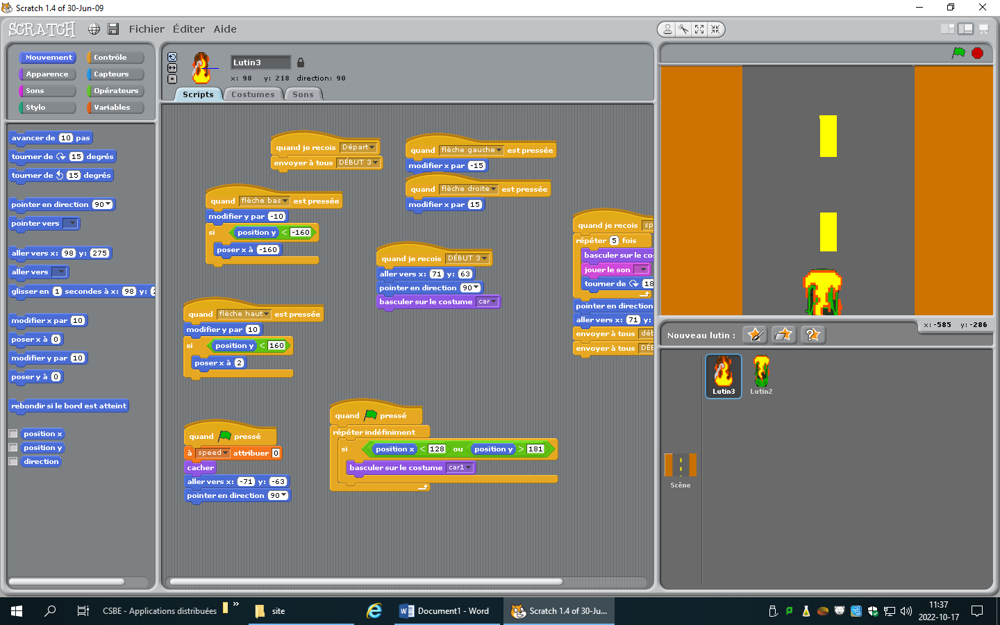 Scratch 1.4 of 30-Jun-09
SCRATCH Fichier Éditer Aide
Mouvement Contrôle
Apparence Capteurs
Sons Opérateurs
Stylo Variables
avancer de 10 pas
tourner de 15 degrés
tourner de 15 degrés
pointer en direction 90
pointer vers
aller vers x: 98 y: 275
aller vers
glisser en 1 secondes à x: 98 y:
modifier x par 10
poser x à 0
modifier y par 10
poser y à 0
rebondir si le bord est atteint
position x
position y
direction
Lutin3
x: 98 y: 218 direction: 90
Scripts Costumes Sons
quand je recois Départ
envoyer à tous DÉBUT 3
quand flèche gauche est pressée
modifier x par -15
quand flèche droite est pressée
modifier x par 15
quand flèche bas est pressée
modifier y par -10
si position y < -160
poser x à -160
quand je recois DÉBUT 3
aller vers x: 71 y: 63
pointer en direction 90
basculer sur le costume car
quand je recois sp
répéter 5 fois
basculer sur le cos
jouer le son
tourner de 18
pointer en direction
aller vers x: 71 y:
envoyer à tous déb
envoyer à tous DÉB
quand flèche haut est pressée
modifier y par 10
si position y < 160
poser x à 2
quand pressé
à speed attribuer 0
cacher
aller vers x: -71 y: -63
pointer en direction 90
quand pressé
répéter indéfiniment
si position x < 128 ou position y > 181
basculer sur le costume car1
x: -585 y: -286
Nouveau lutin :
Lutin3 Lutin2
Scène
CSBE - Applications distribuées
»
site
Document1 - Word
Scratch 1.4 of 30-Ju...
11:37
2022-10-17